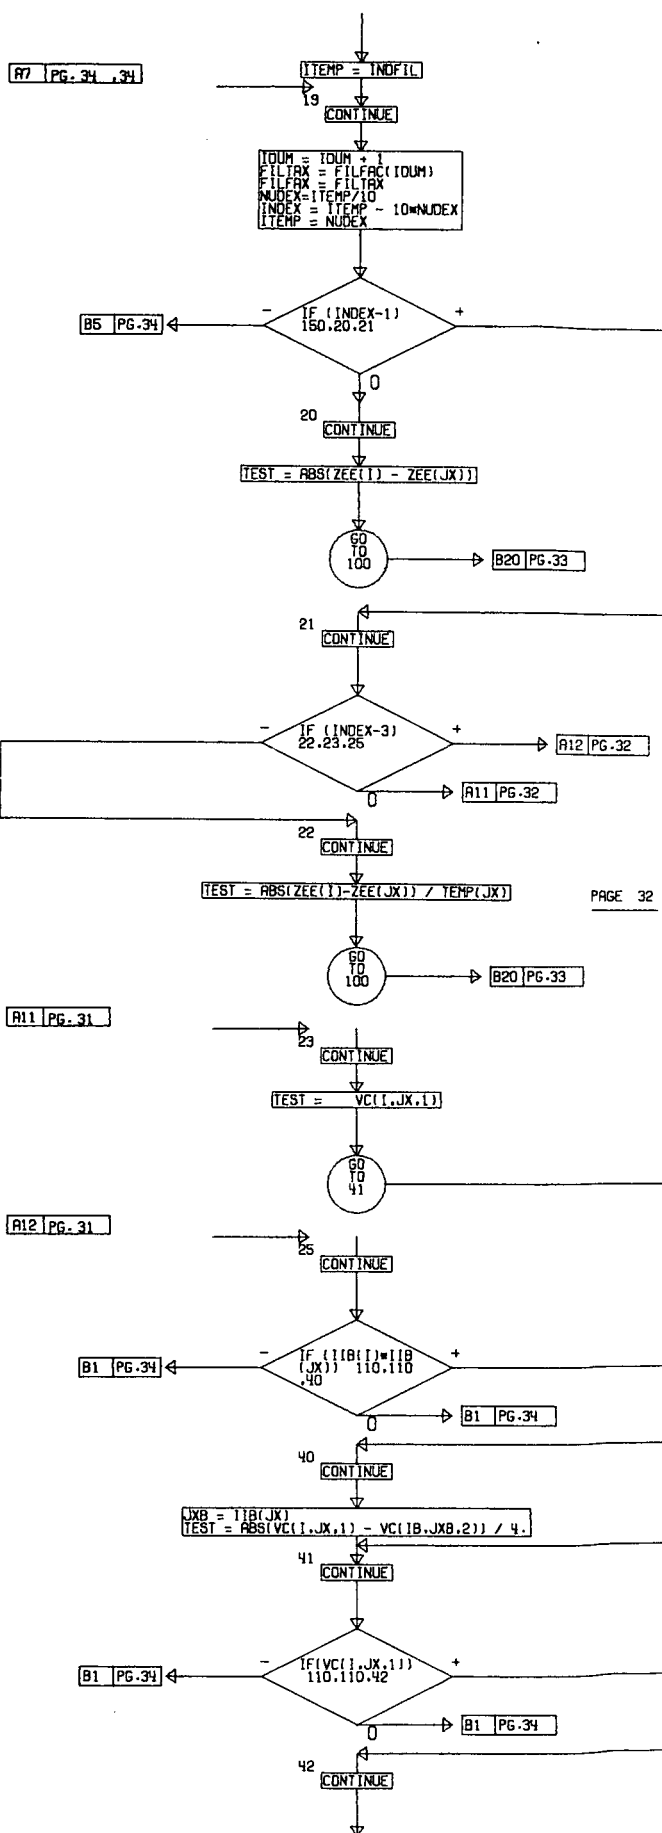 ITEMP = INDFIL
A7 PG.34 ,34
19
CONTINUE
IDUM = IDUM + 1
FILTAX = FILFAC(IDUM)
FILFAX = FILTAX
NUDEX=ITEMP/10
INDEX = ITEMP - 10*NUDEX
ITEMP = NUDEX
- IF (INDEX-1) +
150.20.21
B5 PG.34
0
20
CONTINUE
TEST = ABS(ZEE(I) - ZEE(JX))
GO
TO
100
B20 PG.33
21
CONTINUE
- IF (INDEX-3) +
22.23.25
A12 PG.32
0
A11 PG.32
22
CONTINUE
TEST = ABS(ZEE(I)-ZEE(JX)) / TEMP(JX)
PAGE 32
GO
TO
100
B20 PG.33
A11 PG.31
23
CONTINUE
TEST = VC(I.JX.1)
GO
TO
41
A12 PG.31
25
CONTINUE
- IF (IIB(I)*IIB +
(JX)) 110.110
.40
B1 PG.34
0
B1 PG.34
40
CONTINUE
JXB = IIB(JX)
TEST = ABS(VC(I.JX.1) - VC(IB.JXB.2)) / 4.
41
CONTINUE
- IF(VC(I.JX.1)) +
110.110.42
B1 PG.34
0
B1 PG.34
42
CONTINUE